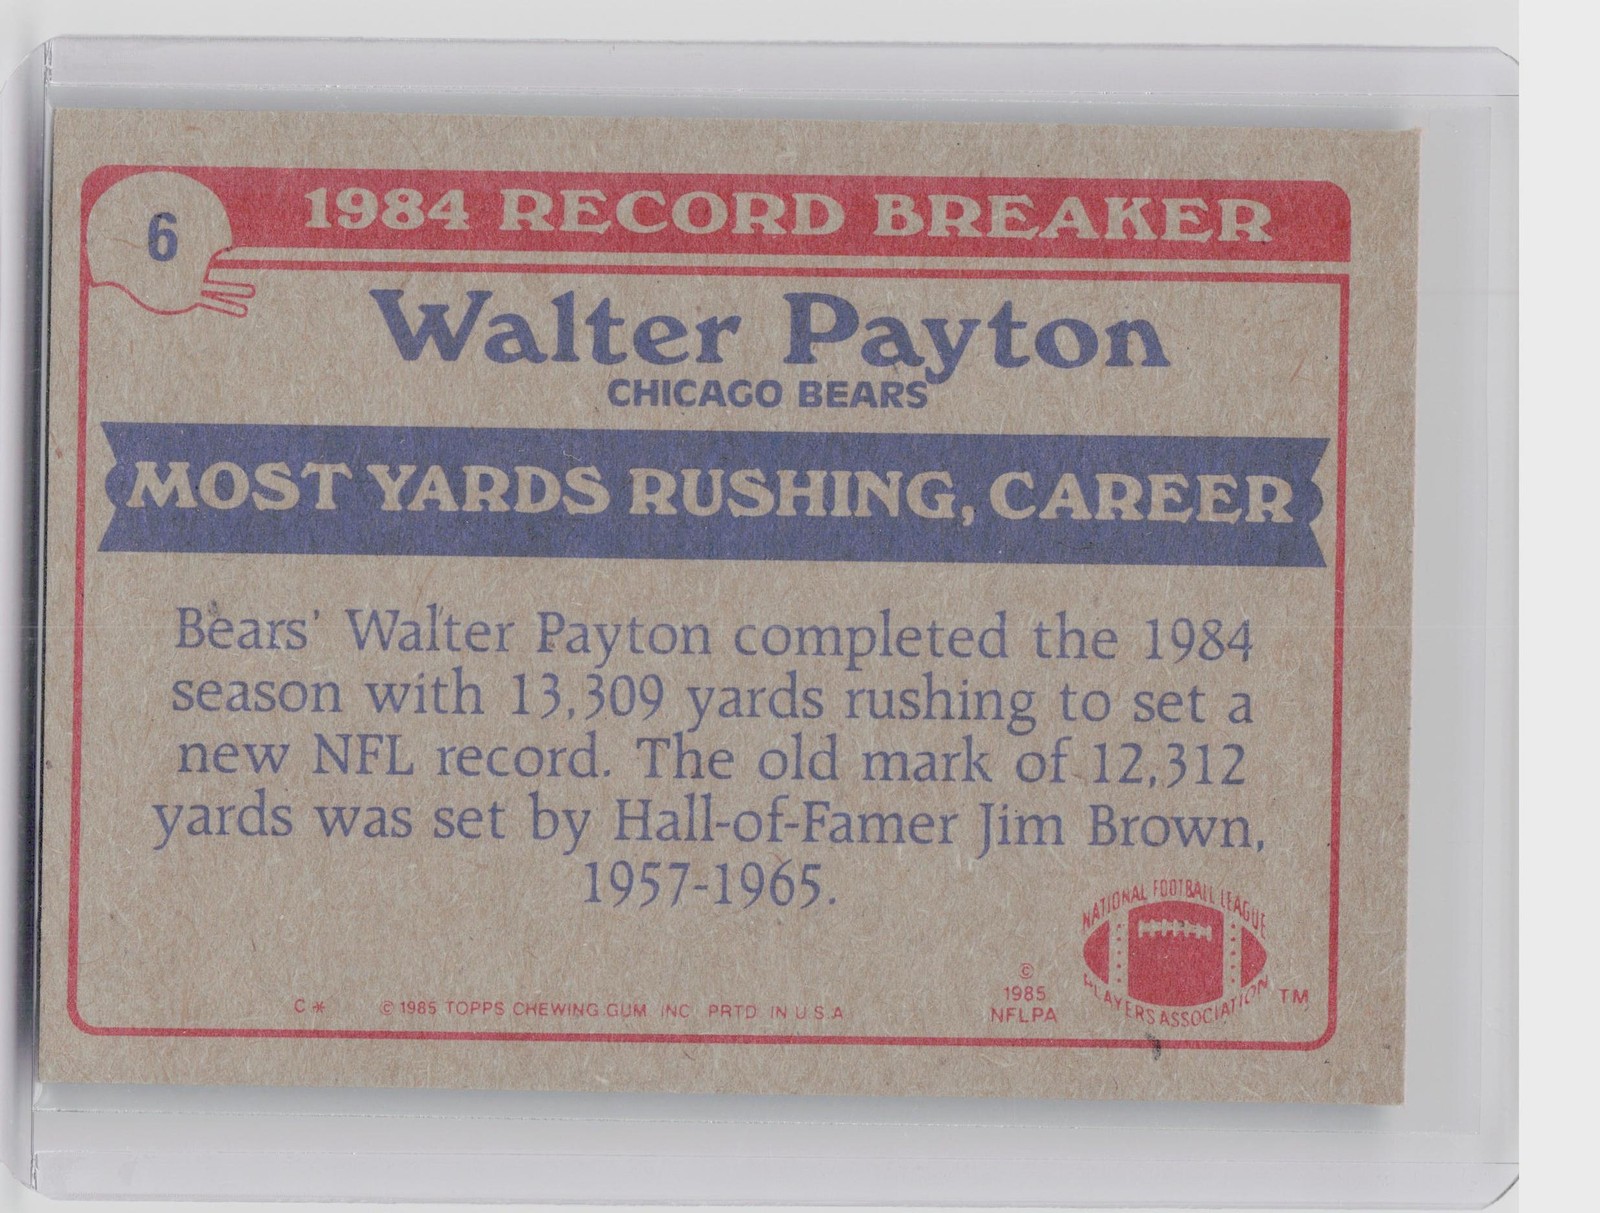 6
1984 RECORD BREAKER
Walter Payton
CHICAGO BEARS
MOST YARDS RUSHING, CAREER
Bears' Walter Payton completed the 1984
season with 13,309 yards rushing to set a
new NFL record. The old mark of 12,312
yards was set by Hall-of-Famer Jim Brown,
1957-1965.
NATIONAL FOOTBALL LEAGUE
PLAYERS ASSOCIATION TM
© 1985 NFLPA
C* © 1985 TOPPS CHEWING GUM INC PRTD IN U.S.A